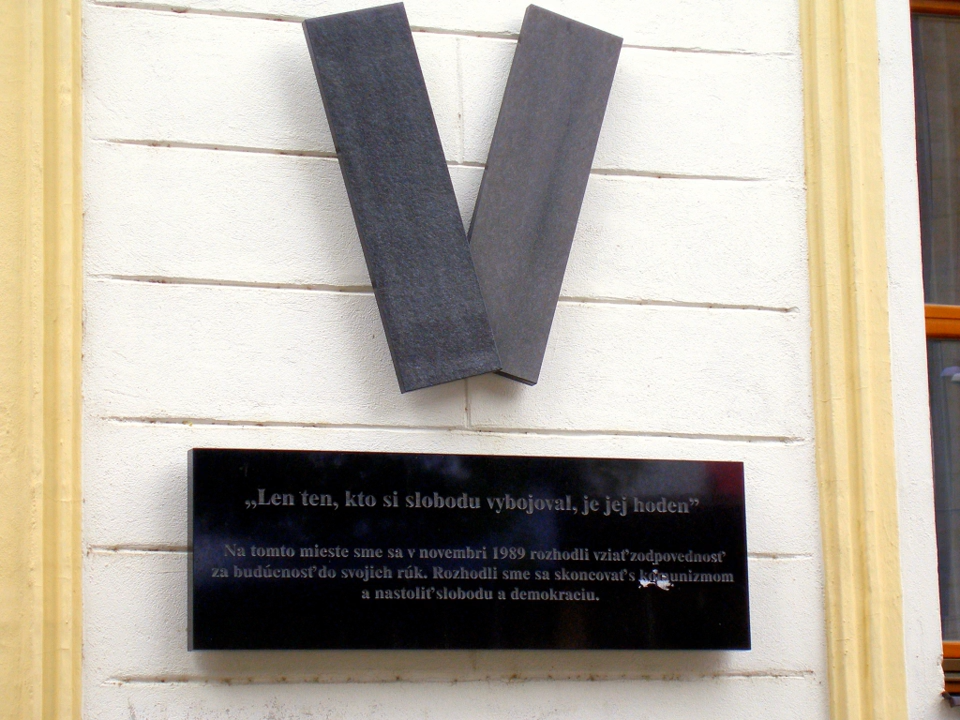 „Len ten, kto si slobodu vybojoval, je jej hoden”
Na tomto mieste sme sa v novembri 1989 rozhodli vziať zodpovednosť
za budúcnosť do svojich rúk. Rozhodli sme sa skoncovať s komunizmom
a nastoliť slobodu a demokraciu.